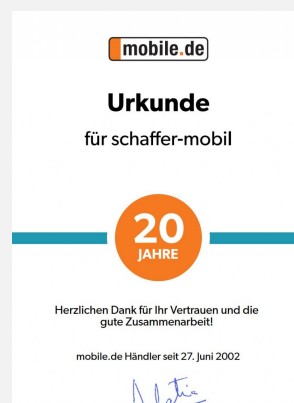 mobile.de
Urkunde
für schaffer-mobil
20
JAHRE
Herzlichen Dank für Ihr Vertrauen und die
gute Zusammenarbeit!
mobile.de Händler seit 27. Juni 2002